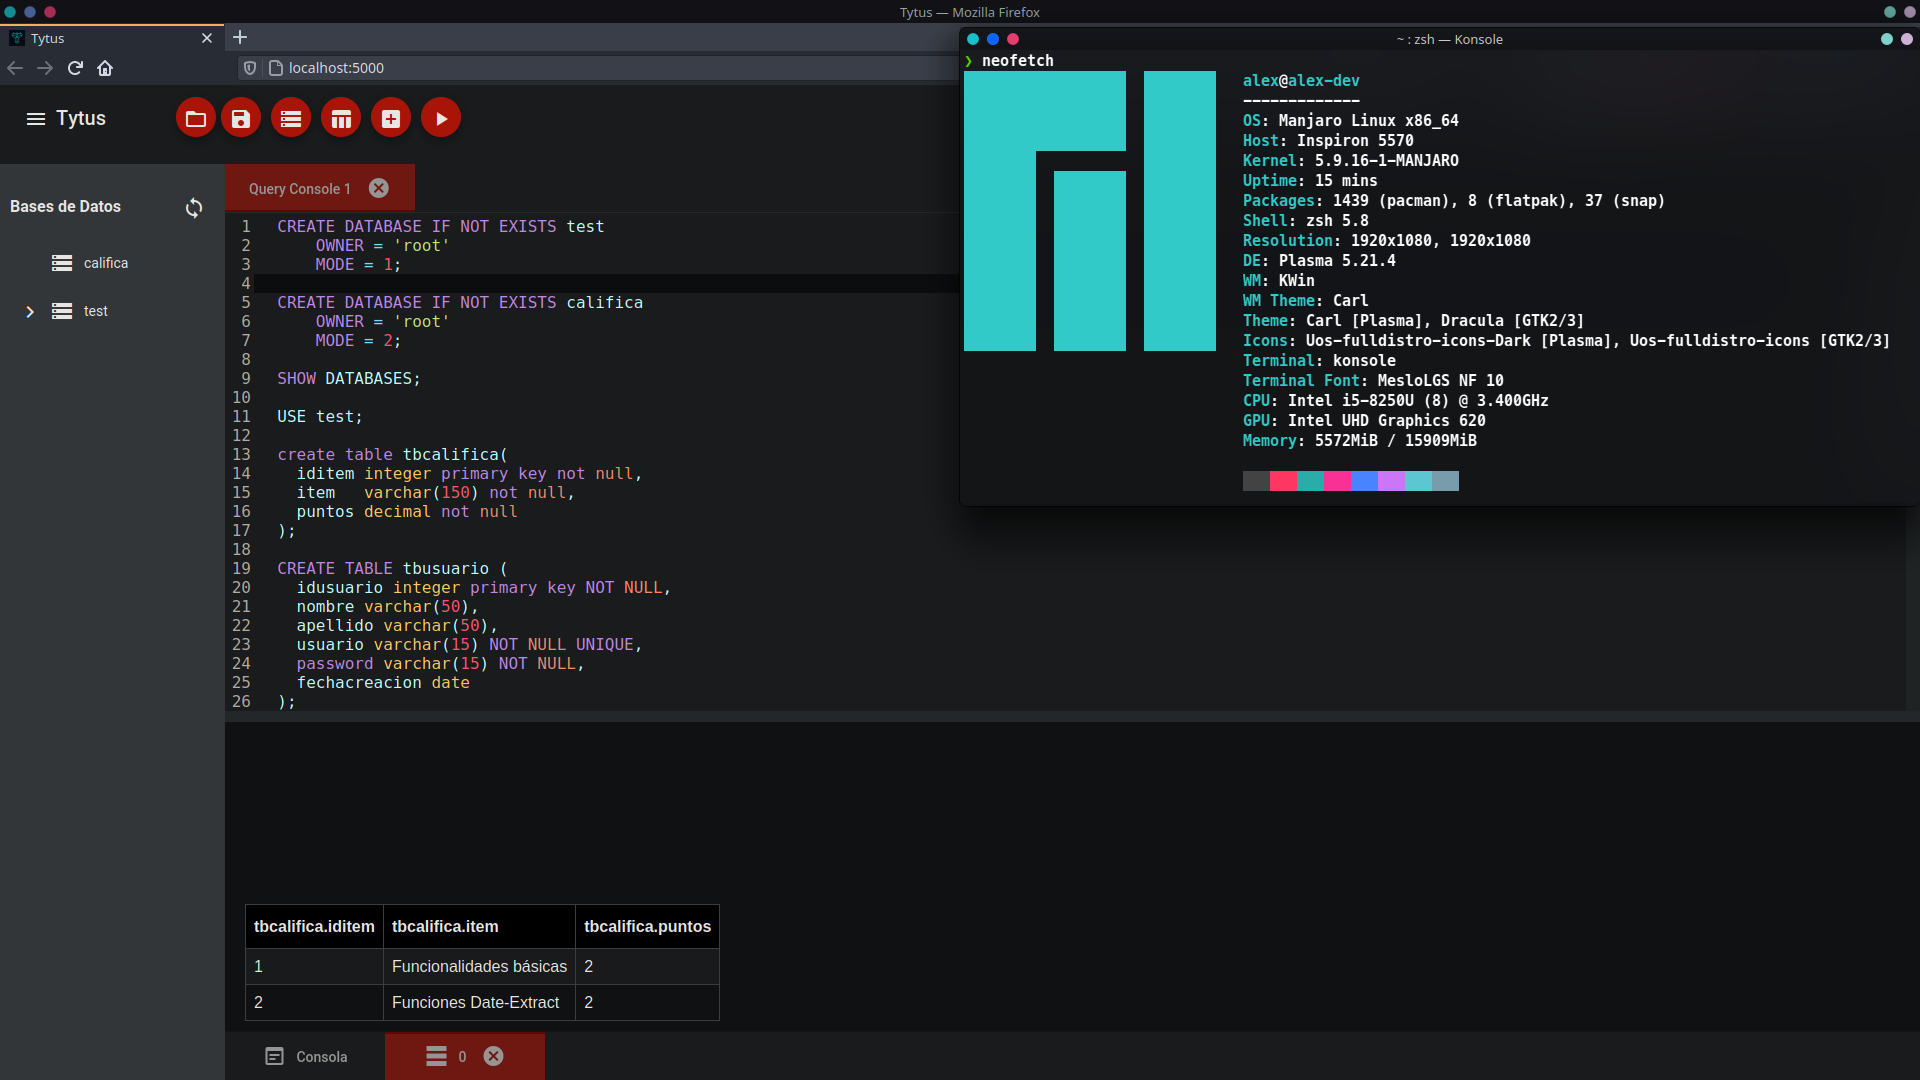 Tytus — Mozilla Firefox
Tytus
localhost:5000
Tytus
Bases de Datos
califica
test
Query Console 1
1 CREATE DATABASE IF NOT EXISTS test
2 OWNER = 'root'
3 MODE = 1;
4
5 CREATE DATABASE IF NOT EXISTS califica
6 OWNER = 'root'
7 MODE = 2;
8
9 SHOW DATABASES;
10
11 USE test;
12
13 create table tbcalifica(
14 iditem integer primary key not null,
15 item varchar(150) not null,
16 puntos decimal not null
17 );
18
19 CREATE TABLE tbusuario (
20 idusuario integer primary key NOT NULL,
21 nombre varchar(50),
22 apellido varchar(50),
23 usuario varchar(15) NOT NULL UNIQUE,
24 password varchar(15) NOT NULL,
25 fechacreacion date
26 );
~ : zsh — Konsole
❯ neofetch
alex@alex-dev
-------------
OS: Manjaro Linux x86_64
Host: Inspiron 5570
Kernel: 5.9.16-1-MANJARO
Uptime: 15 mins
Packages: 1439 (pacman), 8 (flatpak), 37 (snap)
Shell: zsh 5.8
Resolution: 1920x1080, 1920x1080
DE: Plasma 5.21.4
WM: KWin
WM Theme: Carl
Theme: Carl [Plasma], Dracula [GTK2/3]
Icons: Uos-fulldistro-icons-Dark [Plasma], Uos-fulldistro-icons [GTK2/3]
Terminal: konsole
Terminal Font: MesloLGS NF 10
CPU: Intel i5-8250U (8) @ 3.400GHz
GPU: Intel UHD Graphics 620
Memory: 5572MiB / 15909MiB
tbcalifica.iditem tbcalifica.item tbcalifica.puntos
1 Funcionalidades básicas 2
2 Funciones Date-Extract 2
Consola
0